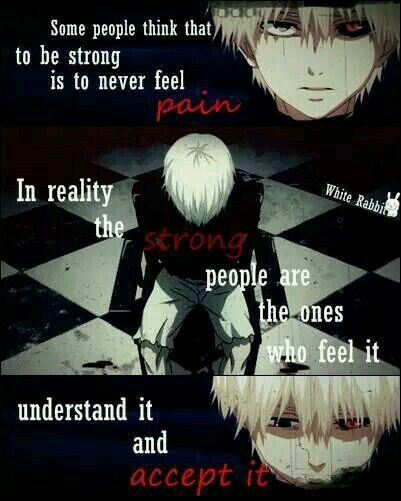 Some people think that
to be strong
is to never feel
pain
In reality
White Rabbit
the strong
people are
the ones
who feel it
understand it
and
accept it